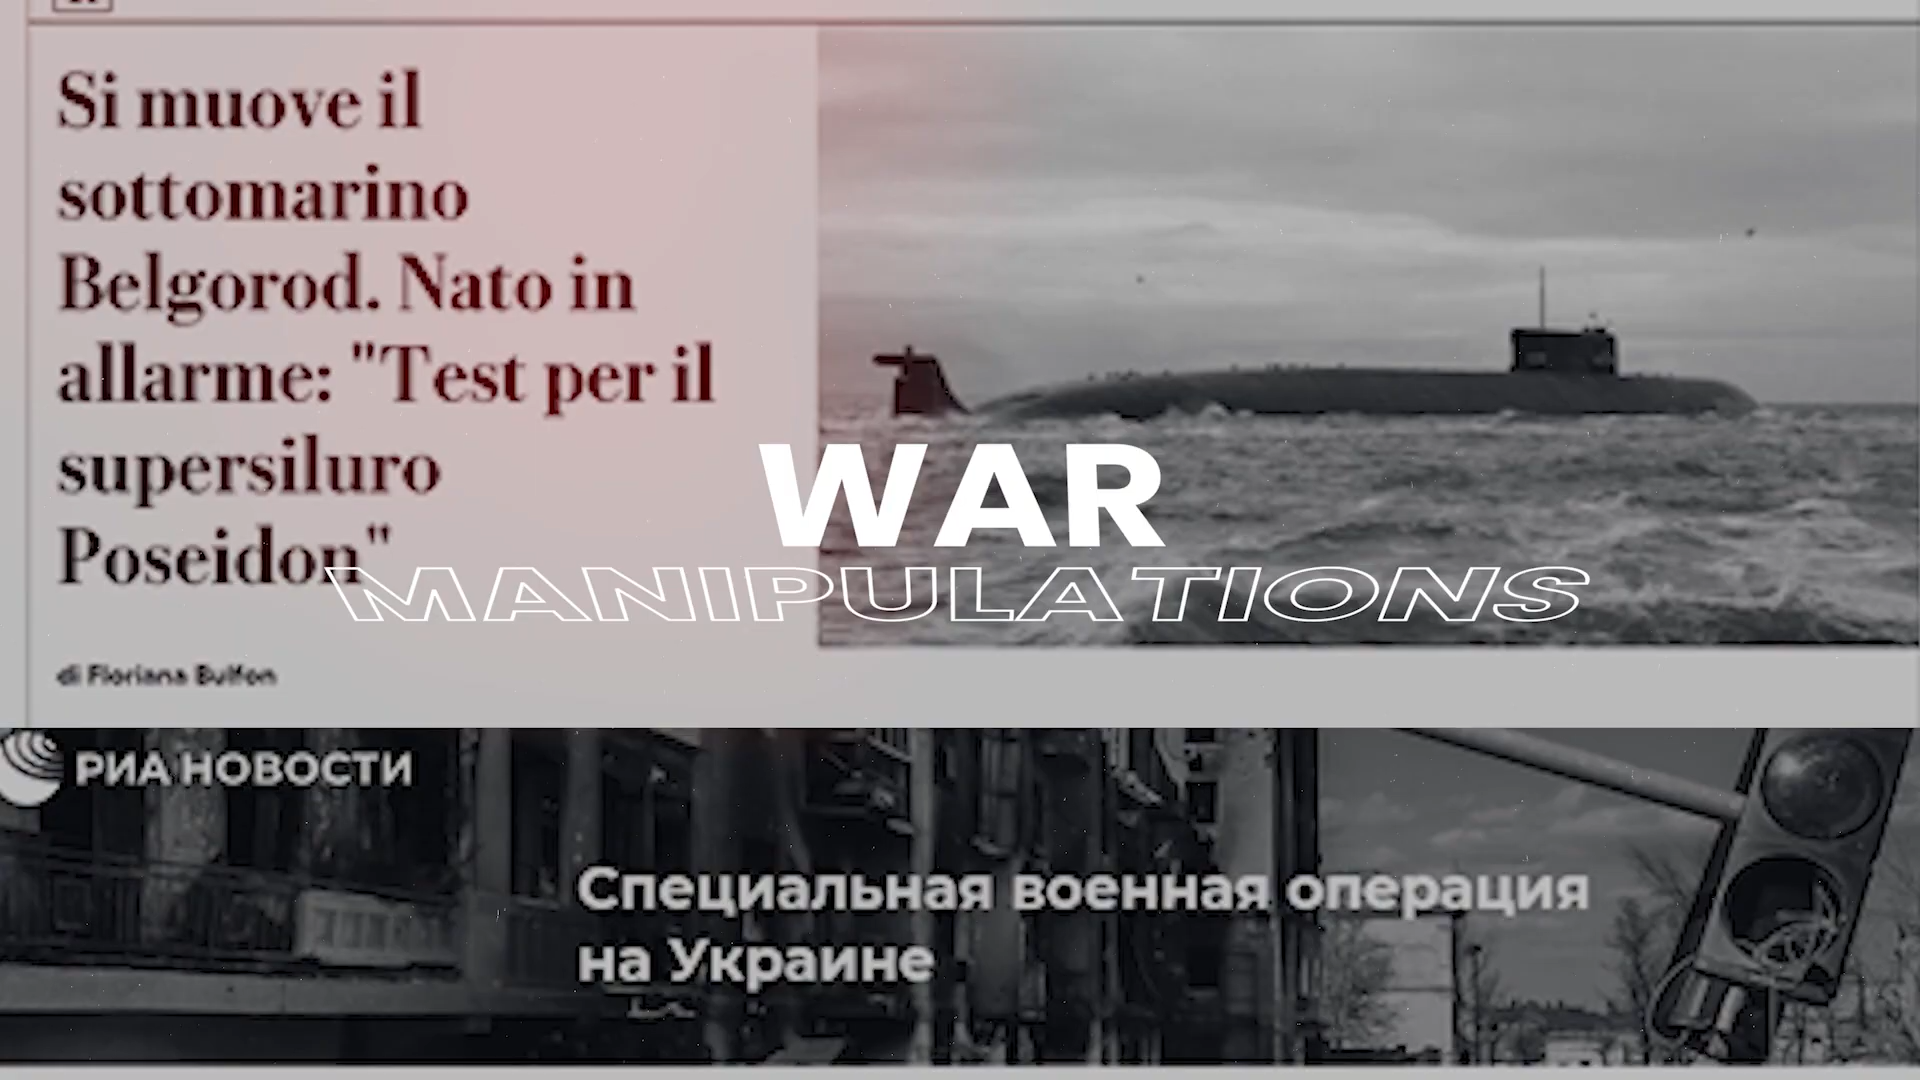 Si muove il
sottomarino
Belgorod. Nato in
allarme: "Test per il
supersiluro
Poseidon"
WAR
MANIPULATIONS
di Floriana Bulfon
РИА НОВОСТИ
Специальная военная операция
на Украине